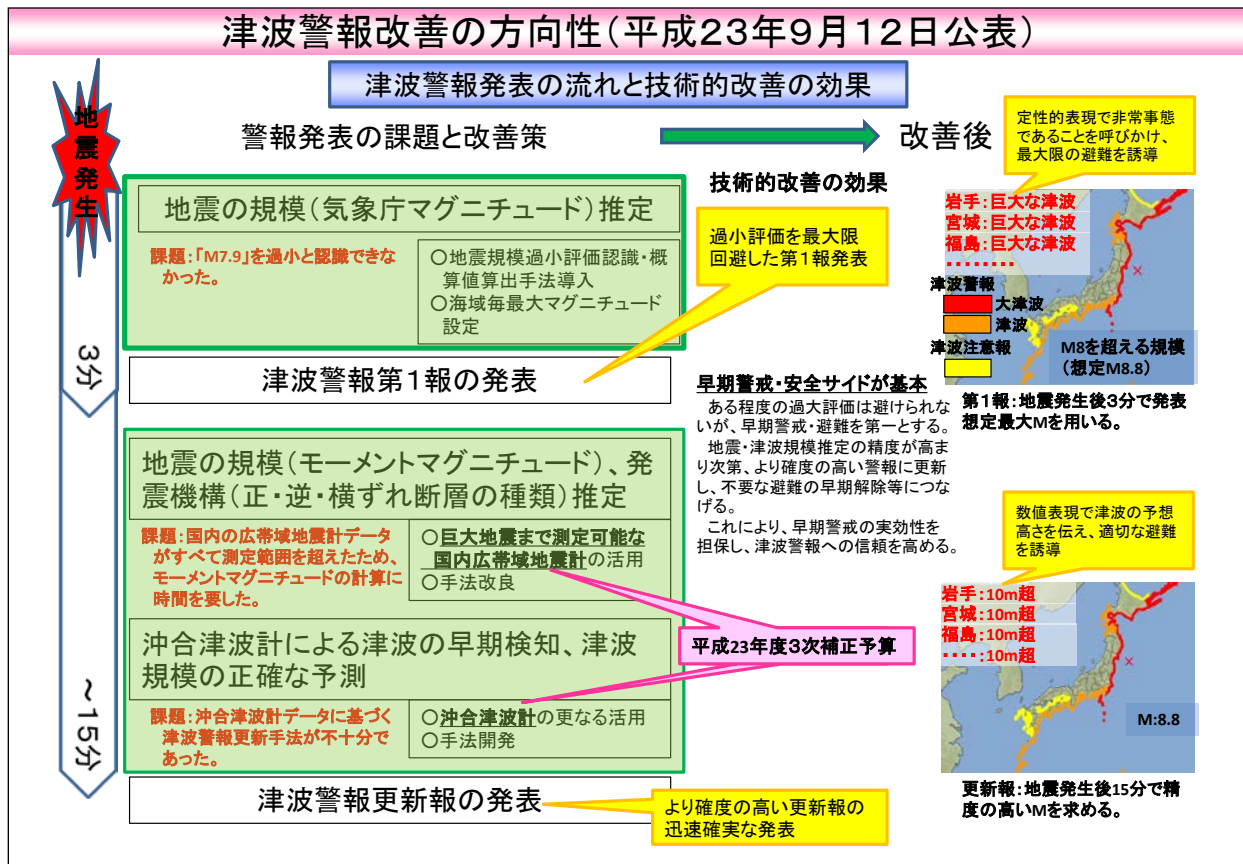 津波警報改善の方向性（平成２３年９月１２日公表）
津波警報発表の流れと技術的改善の効果
地震発生
警報発表の課題と改善策
改善後
定性的表現で非常事態
であることを呼びかけ、
最大限の避難を誘導
地震の規模（気象庁マグニチュード）推定
課題：「M7.9」を過小と認識できな
かった。
○地震規模過小評価認識・概
算値算出手法導入
○海域毎最大マグニチュード
設定
3分
津波警報第１報の発表
技術的改善の効果
過小評価を最大限
回避した第１報発表
岩手：巨大な津波
宮城：巨大な津波
福島：巨大な津波
・・・・・・・・・
津波警報
大津波
津波
津波注意報
M8を超える規模
（想定M8.8）
第１報：地震発生後３分で発表
想定最大Mを用いる。
早期警戒・安全サイドが基本
ある程度の過大評価は避けられな
いが、早期警戒・避難を第一とする。
地震・津波規模推定の精度が高ま
り次第、より確度の高い警報に更新
し、不要な避難の早期解除等につな
げる。
これにより、早期警戒の実効性を
担保し、津波警報への信頼を高める。
地震の規模（モーメントマグニチュード）、発
震機構（正・逆・横ずれ断層の種類）推定
課題：国内の広帯域地震計データ
がすべて測定範囲を超えたため、
モーメントマグニチュードの計算に
時間を要した。
○巨大地震まで測定可能な
国内広帯域地震計の活用
○手法改良
平成23年度３次補正予算
沖合津波計による津波の早期検知、津波
規模の正確な予測
課題：沖合津波計データに基づく
津波警報更新手法が不十分で
あった。
○沖合津波計の更なる活用
○手法開発
～15分
津波警報更新報の発表
より確度の高い更新報の
迅速確実な発表
数値表現で津波の予想
高さを伝え、適切な避難
を誘導
岩手：10m超
宮城：10m超
福島：10m超
・・・・：10m超
M:8.8
更新報：地震発生後15分で精
度の高いMを求める。